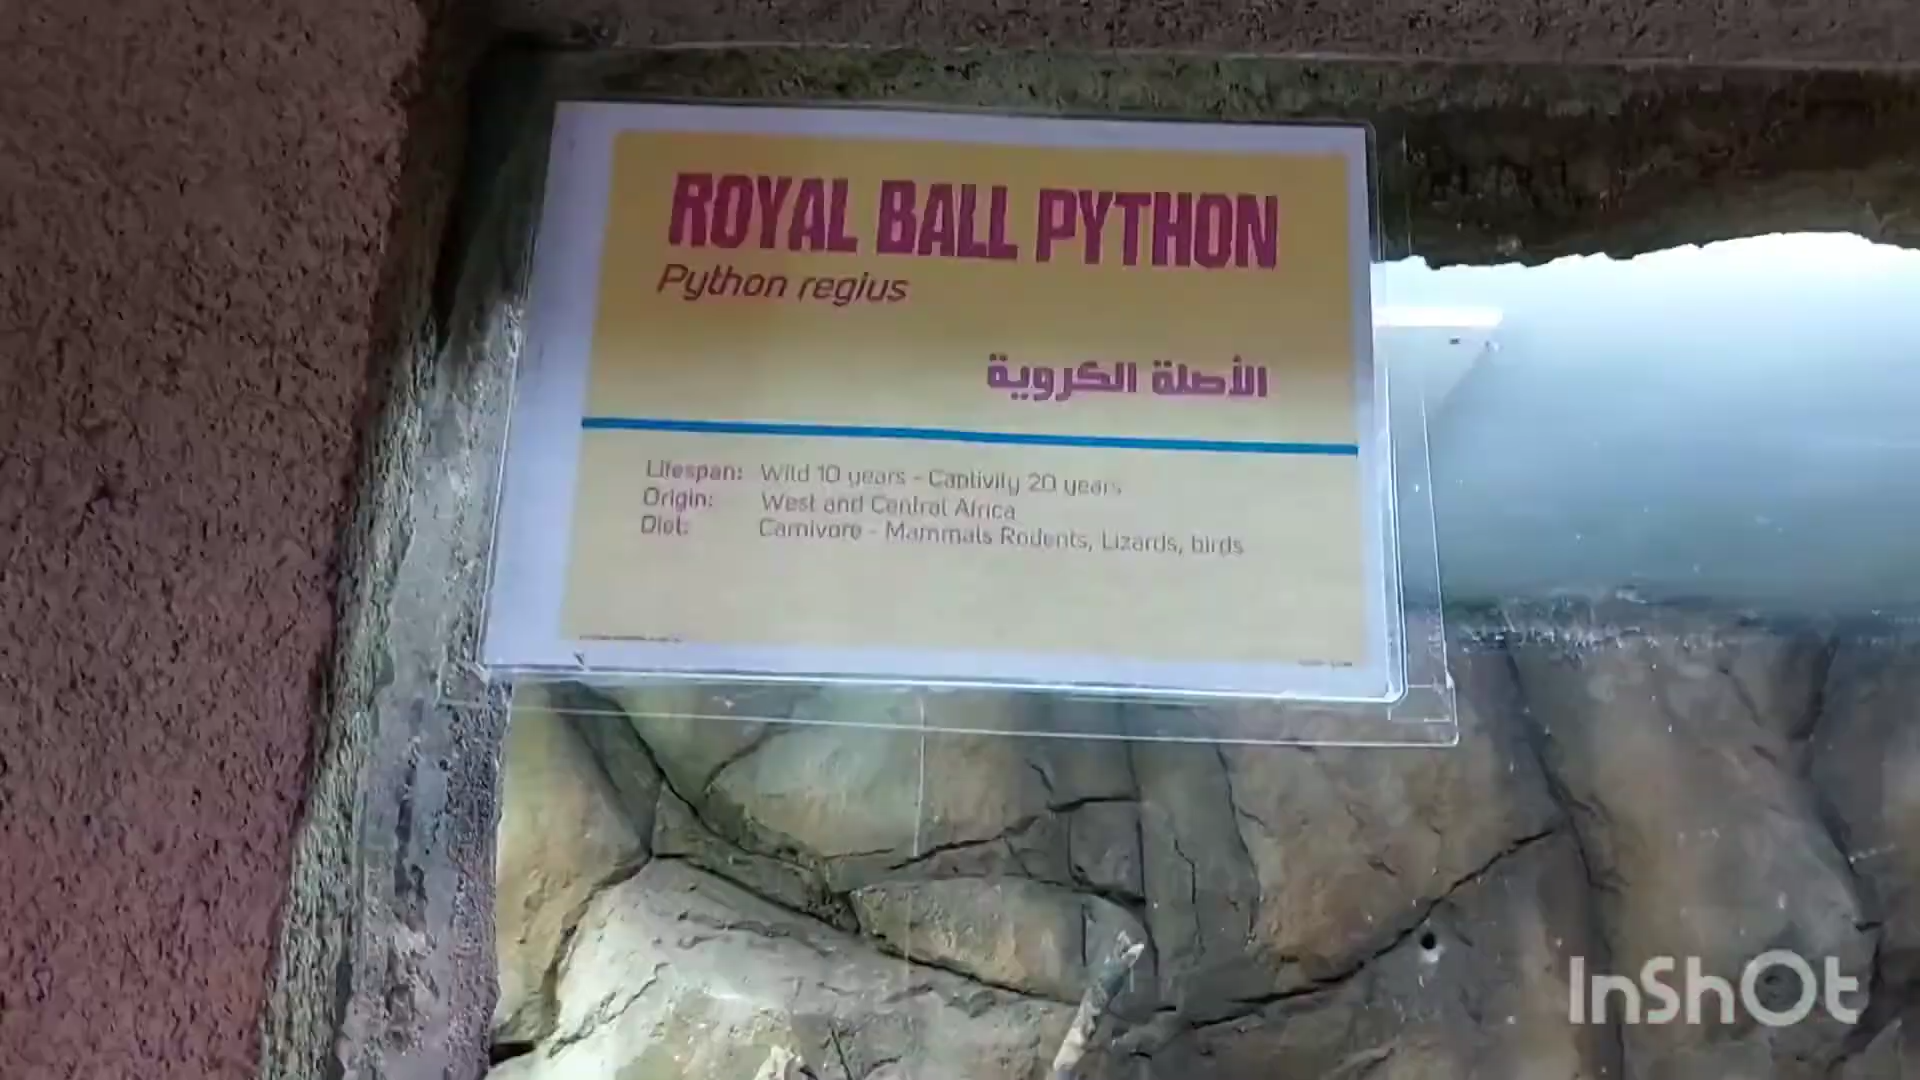 ROYAL BALL PYTHON
Python regius
الأصلة الكروية
Lifespan: Wild 10 years - Captivity 20 years
Origin: West and Central Africa
Diet: Carnivore - Mammals Rodents, Lizards, birds
InShOt